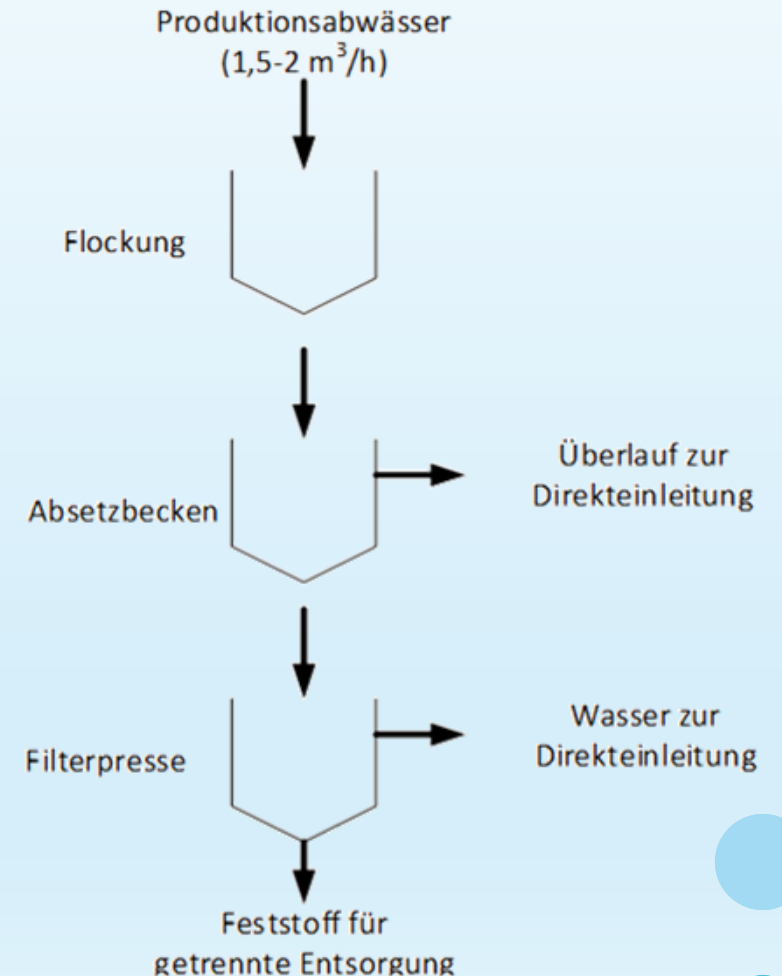 Produktionsabwässer
(1,5-2 m³/h)
Flockung
Überlauf zur
Direkteinleitung
Absetzbecken
Wasser zur
Direkteinleitung
Filterpresse
Feststoff für
getrennte Entsorgung